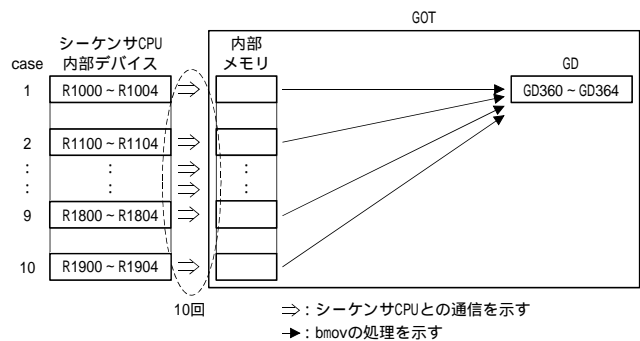 GOT
シーケンサCPU
内部デバイス
内部
メモリ
case
GD
1 R1000～R1004 GD360～GD364
2 R1100～R1104
： ： ：
： ： ：
9 R1800～R1804
10 R1900～R1904
10回
⇒：シーケンサCPUとの通信を示す
→：bmovの処理を示す